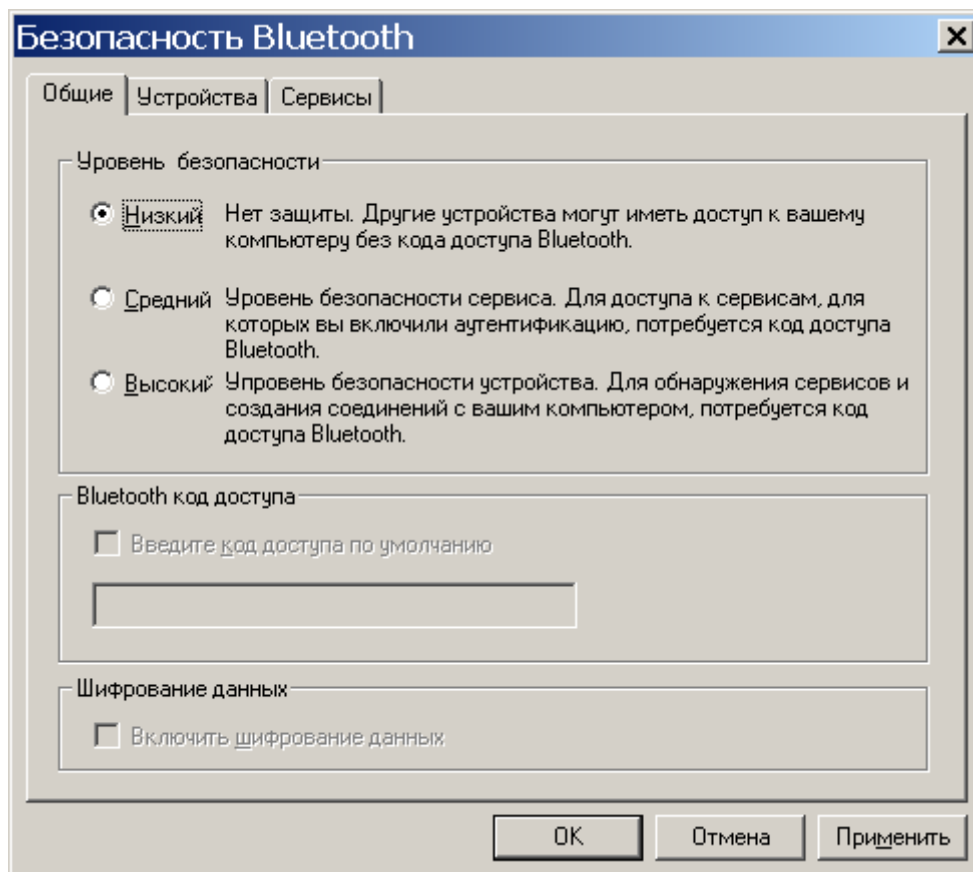 Безопасность Bluetooth
Общие Устройства Сервисы
Уровень безопасности
Низкий Нет защиты. Другие устройства могут иметь доступ к вашему
компьютеру без кода доступа Bluetooth.
Средний Уровень безопасности сервиса. Для доступа к сервисам, для
которых вы включили аутентификацию, потребуется код доступа
Bluetooth.
Высокий Упровень безопасности устройства. Для обнаружения сервисов и
создания соединений с вашим компьютером, потребуется код
доступа Bluetooth.
Bluetooth код доступа
Введите код доступа по умолчанию
Шифрование данных
Включить шифрование данных
OK Отмена Применить